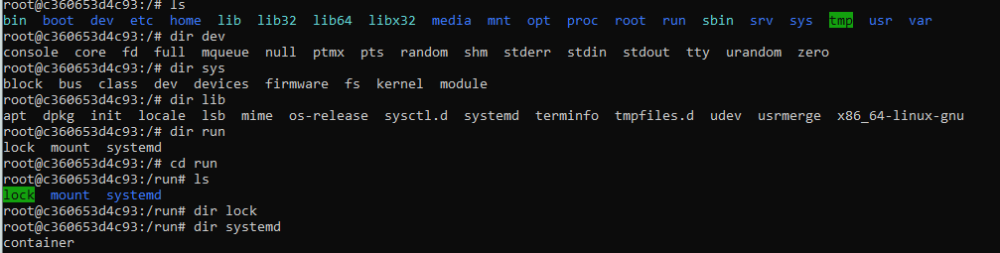 root@c360653d4c93:/# ls
bin boot dev etc home lib lib32 lib64 libx32 media mnt opt proc root run sbin srv sys tmp usr var
root@c360653d4c93:/# dir dev
console core fd full mqueue null ptmx pts random shm stderr stdin stdout tty urandom zero
root@c360653d4c93:/# dir sys
block bus class dev devices firmware fs kernel module
root@c360653d4c93:/# dir lib
apt dpkg init locale lsb mime os-release sysctl.d systemd terminfo tmpfiles.d udev usrmerge x86_64-linux-gnu
root@c360653d4c93:/# dir run
lock mount systemd
root@c360653d4c93:/# cd run
root@c360653d4c93:/run# ls
lock mount systemd
root@c360653d4c93:/run# dir lock
root@c360653d4c93:/run# dir systemd
container